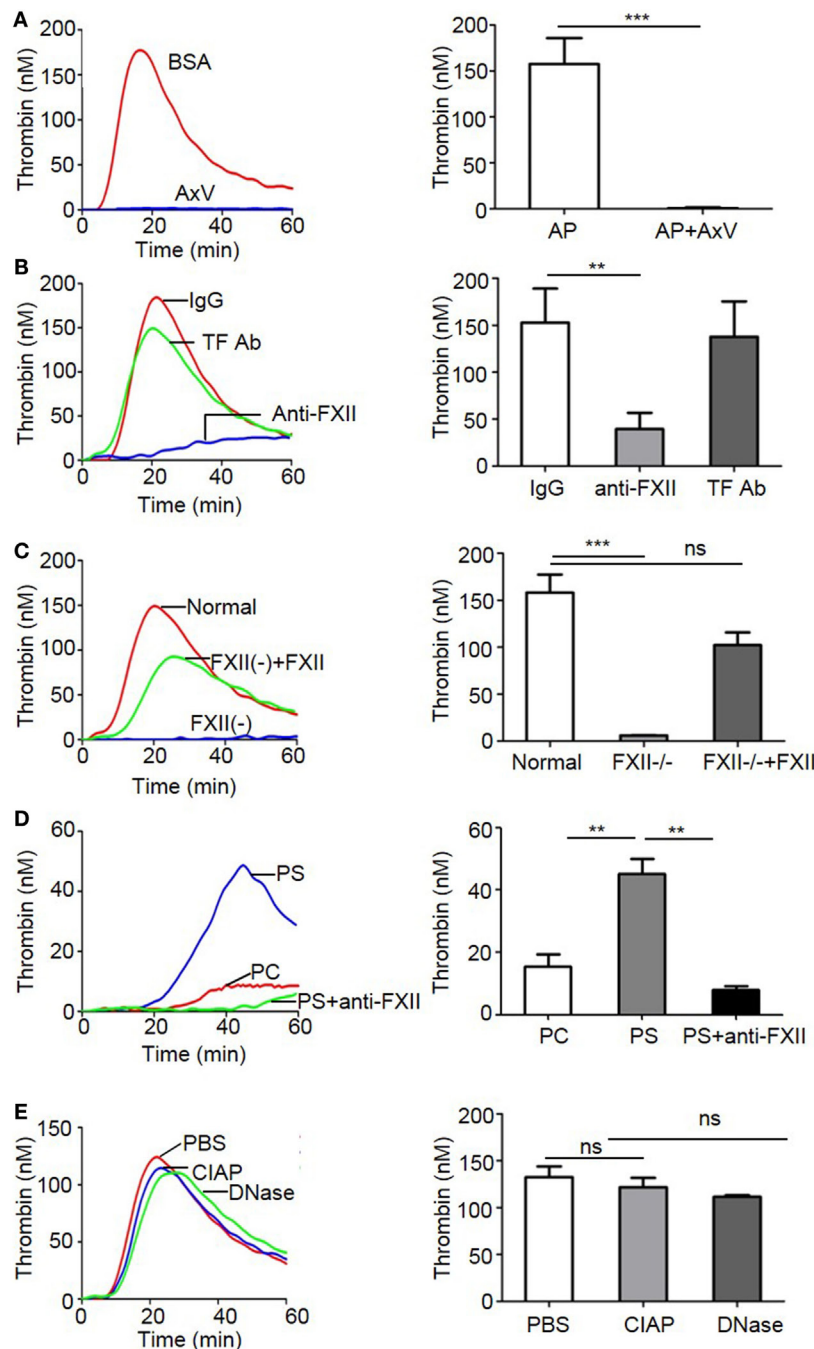 A
Thrombin (nM)
200
150
100
50
0
BSA
AxV
0 20 40 60
Time (min)
Thrombin (nM)
200
150
100
50
0
***
AP AP+AxV
B
Thrombin (nM)
200
150
100
50
0
IgG
TF Ab
Anti-FXII
0 20 40 60
Time (min)
Thrombin (nM)
200
150
100
50
0
**
IgG anti-FXII TF Ab
C
Thrombin (nM)
200
150
100
50
0
Normal
FXII(-)+FXII
FXII(-)
0 20 40 60
Time (min)
Thrombin (nM)
200
150
100
50
0
***
ns
Normal FXII-/- FXII-/-+FXII
D
Thrombin (nM)
60
40
20
0
PS
PC
PS+anti-FXII
0 20 40 60
Time (min)
Thrombin (nM)
60
40
20
0
** **
PC PS PS+anti-FXII
E
Thrombin (nM)
150
100
50
0
PBS
CIAP
DNase
0 20 40 60
Time (min)
Thrombin (nM)
200
150
100
50
0
ns
ns
PBS CIAP DNase